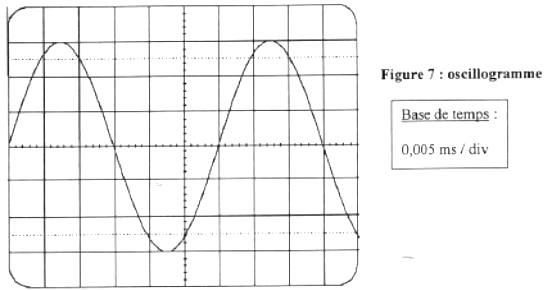 Figure 7 : oscillogramme
Base de temps :
0,005 ms / div